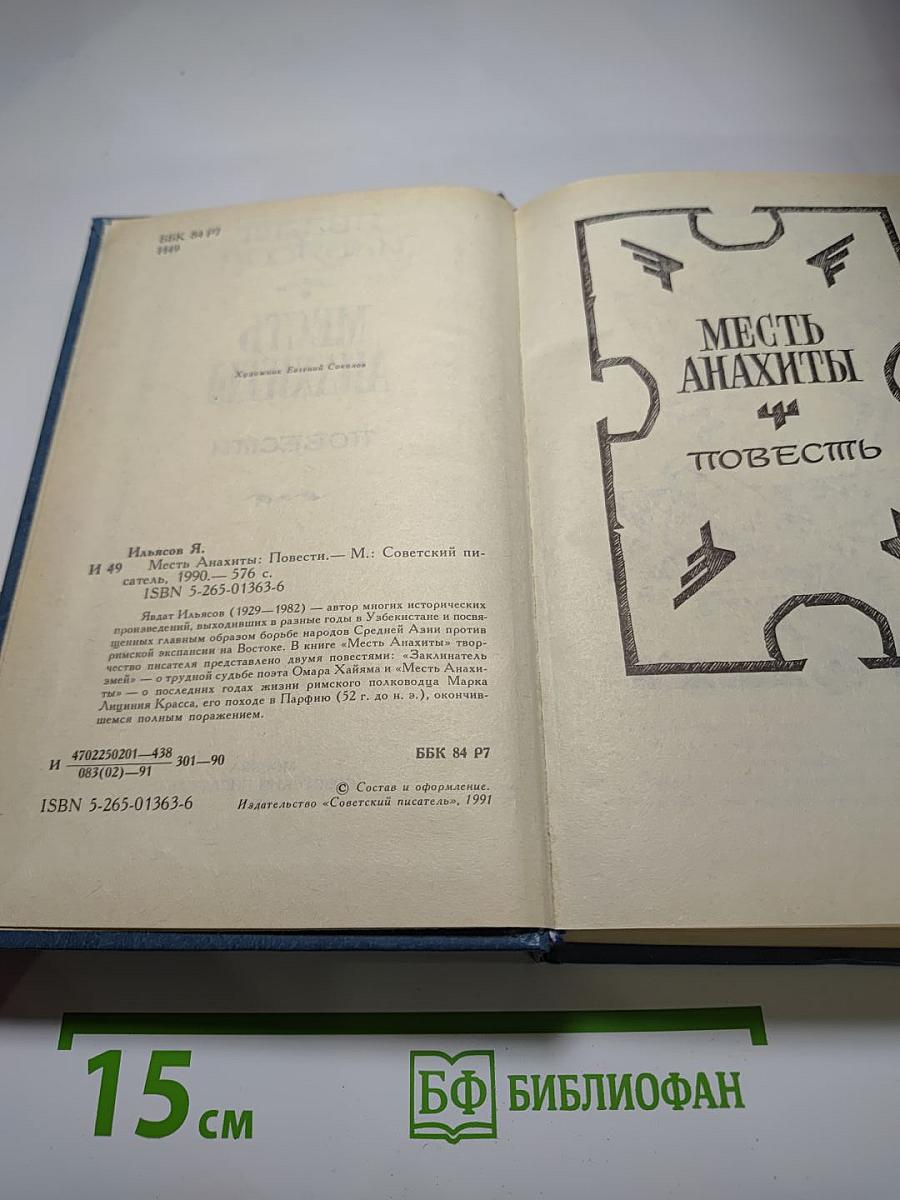 ББК 84 Р7
И49
Художник Евгений Соколов
Ильясов Я.
И 49 Месть Анахиты: Повести.— М.: Советский пи-
сатель, 1990.— 576 с.
ISBN 5-265-01363-6
Явдат Ильясов (1929—1982) — автор многих исторических
произведений, выходивших в разные годы в Узбекистане и посвя-
щенных главным образом борьбе народов Средней Азии против
римской экспансии на Востоке. В книге «Месть Анахиты» твор-
чество писателя представлено двумя повестями: «Заклинатель
змей» — о трудной судьбе поэта Омара Хайяма и «Месть Анахи-
ты» — о последних годах жизни римского полководца Марка
Лициния Красса, его походе в Парфию (52 г. до н. э.), окончив-
шемся полным поражением.
И 4702250201—438 301—90
083(02)—91
ББК 84 Р7
ISBN 5-265-01363-6
© Состав и оформление.
Издательство «Советский писатель», 1991
МЕСТЬ
АНАХИТЫ
ПОВЕСТЬ
15 см
БФ БИБЛИОФАН